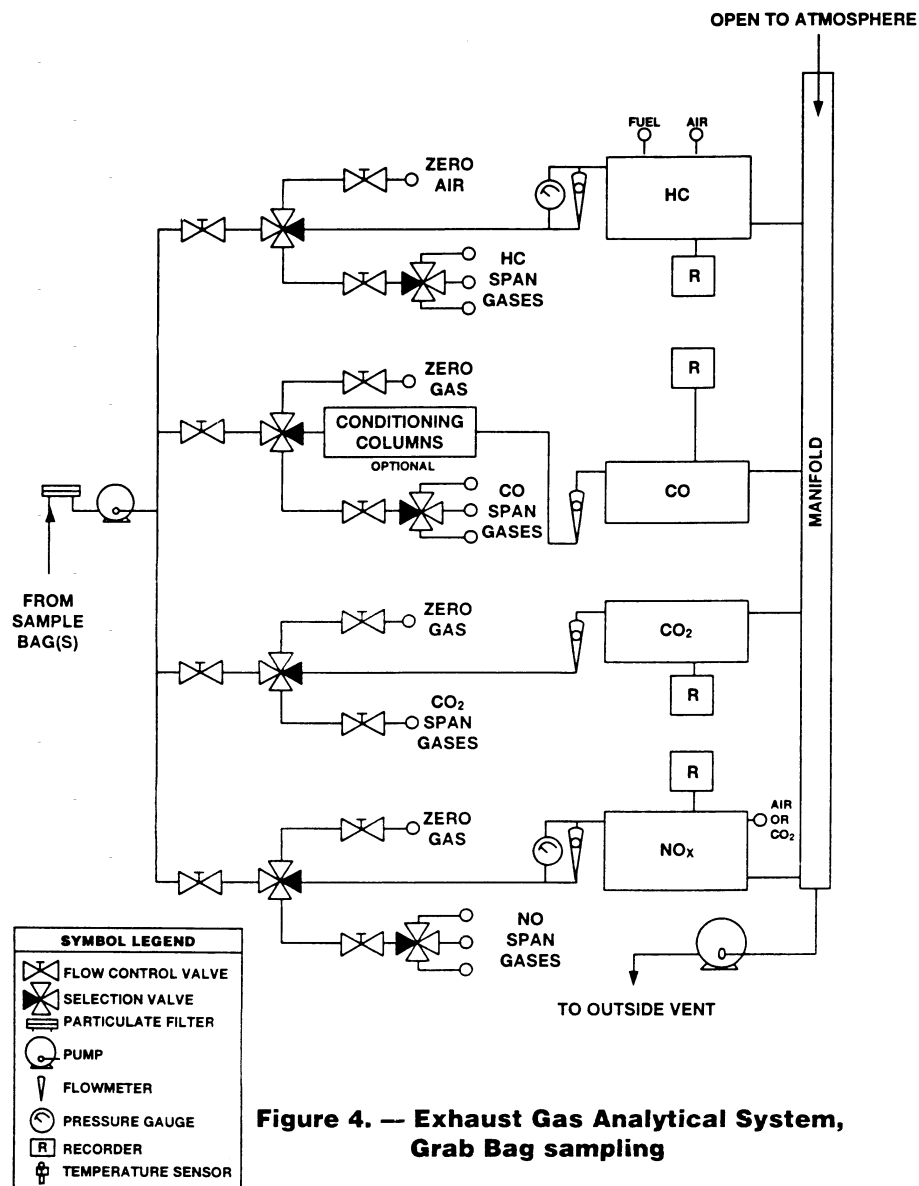 OPEN TO ATMOSPHERE
FUEL
AIR
ZERO
AIR
HC
HC
SPAN
GASES
R
ZERO
GAS
R
CONDITIONING
COLUMNS
OPTIONAL
CO
SPAN
GASES
CO
MANIFOLD
FROM
SAMPLE
BAG(S)
ZERO
GAS
CO2
CO2
SPAN
GASES
R
R
ZERO
GAS
AIR
OR
CO2
NOX
NO
SPAN
GASES
TO OUTSIDE VENT
SYMBOL LEGEND
FLOW CONTROL VALVE
SELECTION VALVE
PARTICULATE FILTER
PUMP
FLOWMETER
PRESSURE GAUGE
R RECORDER
TEMPERATURE SENSOR
Figure 4. — Exhaust Gas Analytical System,
Grab Bag sampling